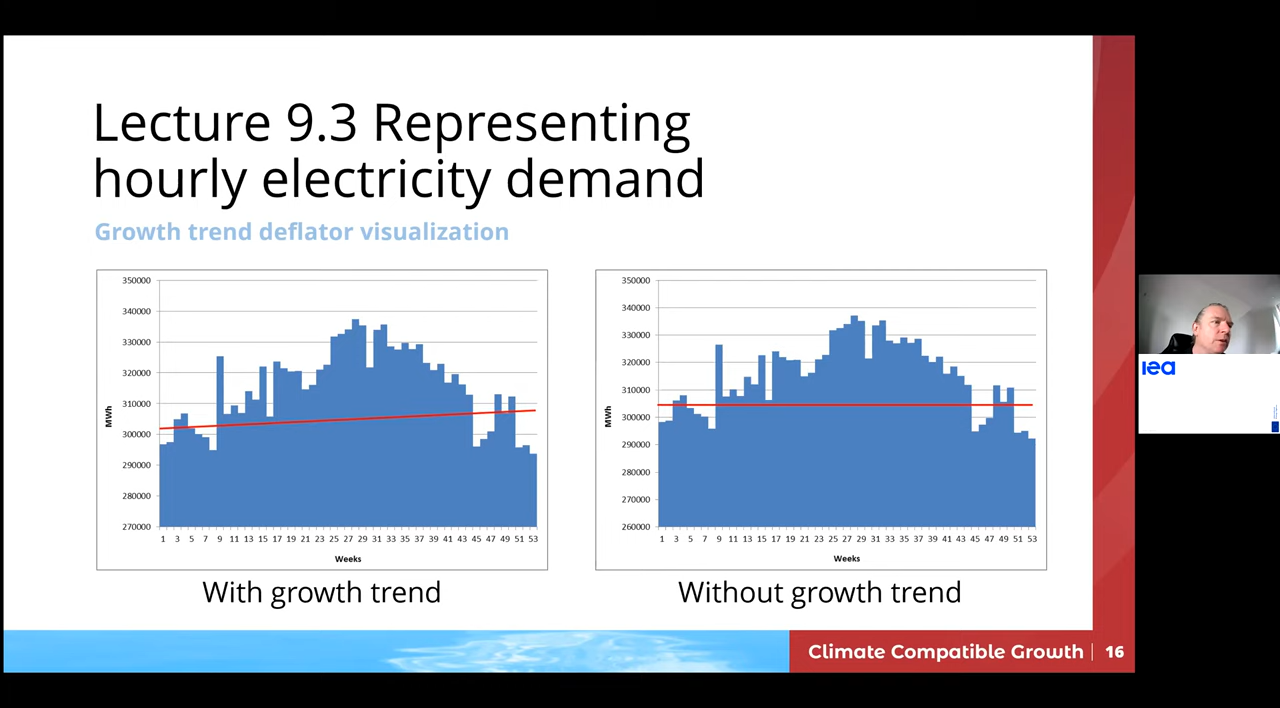 Lecture 9.3 Representing
hourly electricity demand
Growth trend deflator visualization
350000
340000
330000
320000
310000
300000
290000
280000
270000
MWh
1 3 5 7 9 11 13 15 17 19 21 23 25 27 29 31 33 35 37 39 41 43 45 47 49 51 53
Weeks
With growth trend
350000
340000
330000
320000
310000
300000
290000
280000
270000
260000
MWh
1 3 5 7 9 11 13 15 17 19 21 23 25 27 29 31 33 35 37 39 41 43 45 47 49 51 53
Weeks
Without growth trend
Climate Compatible Growth | 16
iea